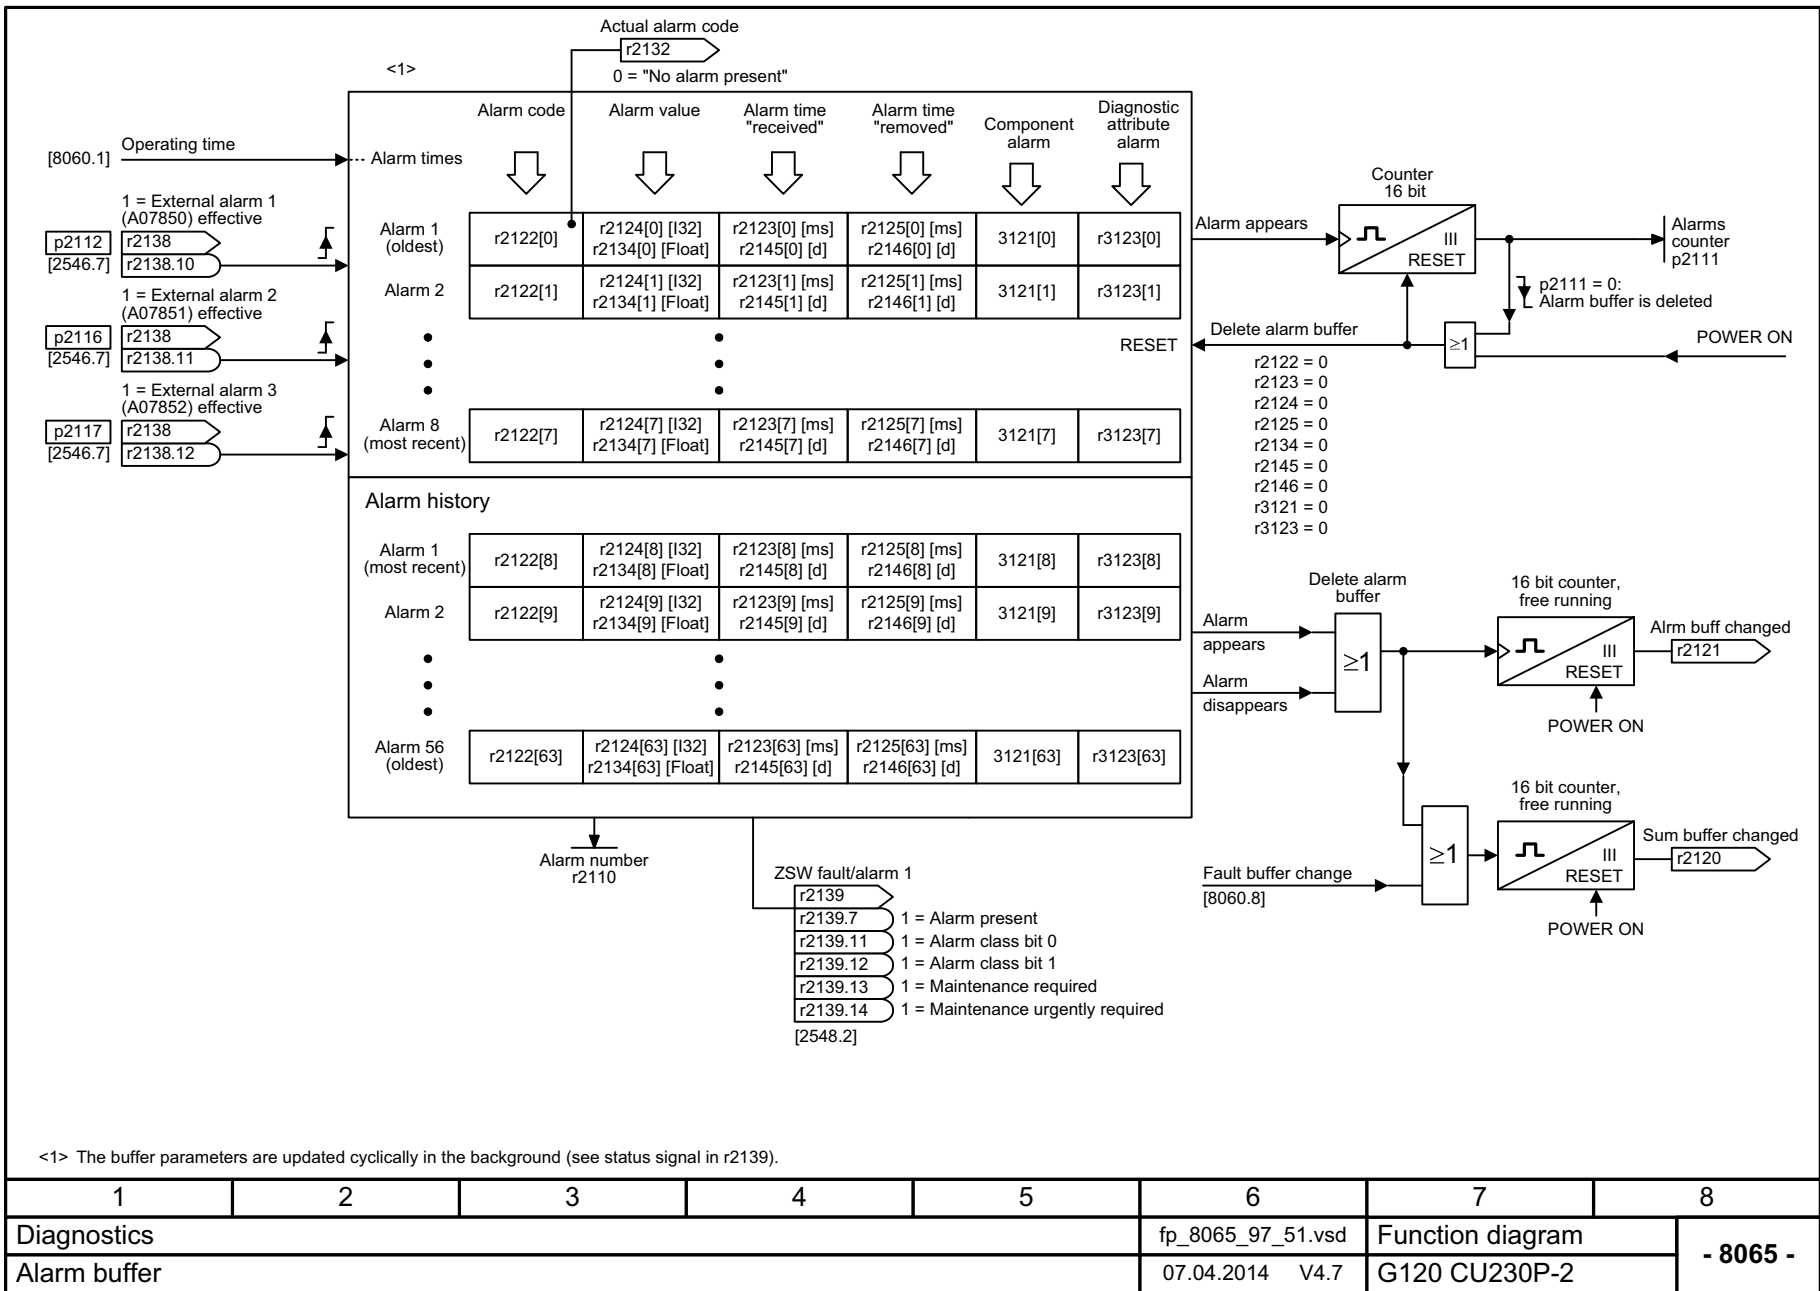 Actual alarm code
r2132
0 = "No alarm present"
<1>
Alarm code
Alarm value
Alarm time
"received"
Alarm time
"removed"
Component
alarm
Diagnostic
attribute
alarm
[8060.1]
Operating time
Alarm times
1 = External alarm 1
(A07850) effective
p2112
r2138
[2546.7]
r2138.10
1 = External alarm 2
(A07851) effective
p2116
r2138
[2546.7]
r2138.11
1 = External alarm 3
(A07852) effective
p2117
r2138
[2546.7]
r2138.12
Alarm 1
(oldest)
r2122[0]
r2124[0] [I32]
r2134[0] [Float]
r2123[0] [ms]
r2145[0] [d]
r2125[0] [ms]
r2146[0] [d]
3121[0]
r3123[0]
Alarm 2
r2122[1]
r2124[1] [I32]
r2134[1] [Float]
r2123[1] [ms]
r2145[1] [d]
r2125[1] [ms]
r2146[1] [d]
3121[1]
r3123[1]
RESET
Alarm 8
(most recent)
r2122[7]
r2124[7] [I32]
r2134[7] [Float]
r2123[7] [ms]
r2145[7] [d]
r2125[7] [ms]
r2146[7] [d]
3121[7]
r3123[7]
Alarm appears
Counter
16 bit
III
RESET
Alarms
counter
p2111
p2111 = 0:
Alarm buffer is deleted
Delete alarm buffer
≥1
POWER ON
r2122 = 0
r2123 = 0
r2124 = 0
r2125 = 0
r2134 = 0
r2145 = 0
r2146 = 0
r3121 = 0
r3123 = 0
Alarm history
Alarm 1
(most recent)
r2122[8]
r2124[8] [I32]
r2134[8] [Float]
r2123[8] [ms]
r2145[8] [d]
r2125[8] [ms]
r2146[8] [d]
3121[8]
r3123[8]
Alarm 2
r2122[9]
r2124[9] [I32]
r2134[9] [Float]
r2123[9] [ms]
r2145[9] [d]
r2125[9] [ms]
r2146[9] [d]
3121[9]
r3123[9]
Alarm 56
(oldest)
r2122[63]
r2124[63] [I32]
r2134[63] [Float]
r2123[63] [ms]
r2145[63] [d]
r2125[63] [ms]
r2146[63] [d]
3121[63]
r3123[63]
Delete alarm
buffer
Alarm
appears
Alarm
disappears
≥1
16 bit counter,
free running
III
RESET
POWER ON
Alrm buff changed
r2121
Fault buffer change
[8060.8]
≥1
16 bit counter,
free running
III
RESET
POWER ON
Sum buffer changed
r2120
Alarm number
r2110
ZSW fault/alarm 1
r2139
r2139.7
1 = Alarm present
r2139.11
1 = Alarm class bit 0
r2139.12
1 = Alarm class bit 1
r2139.13
1 = Maintenance required
r2139.14
1 = Maintenance urgently required
[2548.2]
<1> The buffer parameters are updated cyclically in the background (see status signal in r2139).
1 2 3 4 5 6 7 8
Diagnostics
fp_8065_97_51.vsd
Function diagram
- 8065 -
Alarm buffer
07.04.2014 V4.7
G120 CU230P-2